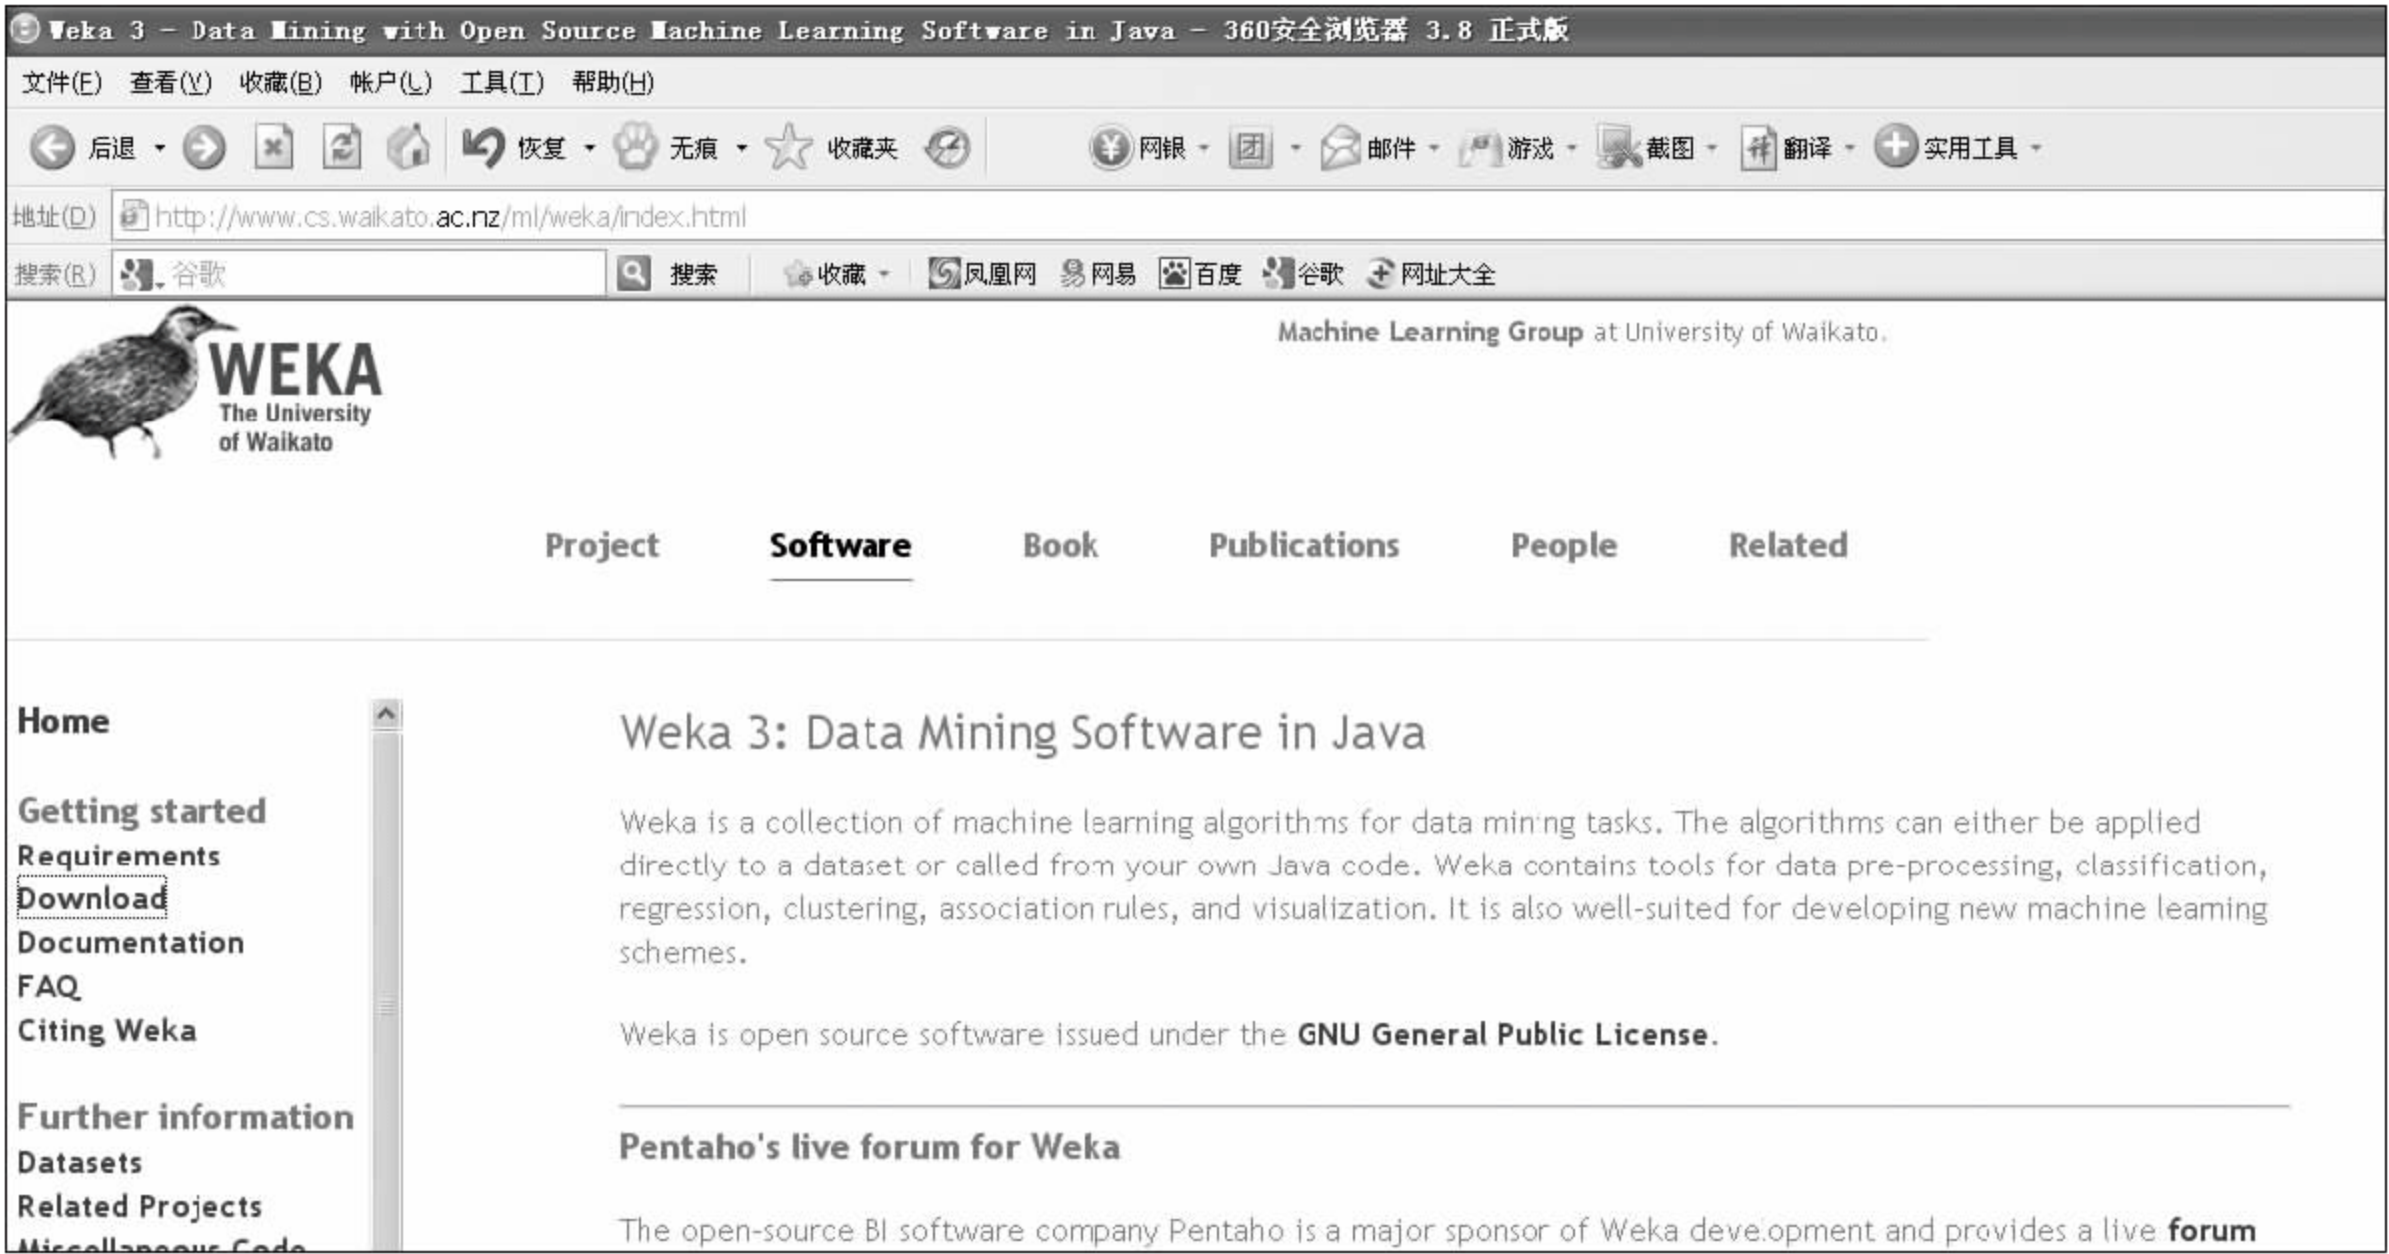 Weka 3 - Data Mining with Open Source Machine Learning Software in Java - 360安全浏览器 3.8 正式版
文件(F) 查看(V) 收藏(B) 帐户(U) 工具(T) 帮助(H)
后退 恢复 无痕 收藏夹 网银 团 邮件 游戏 截图 译 翻译 实用工具
地址(D) http://www.cs.waikato.ac.nz/ml/weka/index.html
搜索(R) 谷歌 搜索 收藏 凤凰网 网易 百度 谷歌 网址大全
Machine Learning Group at University of Waikato.
WEKA
The University
of Waikato
Project Software Book Publications People Related
Home
Getting started
Requirements
Download
Documentation
FAQ
Citing Weka
Further information
Datasets
Related Projects
Miscellaneous Code
Weka 3: Data Mining Software in Java
Weka is a collection of machine learning algorithms for data mining tasks. The algorithms can either be applied
directly to a dataset or called from your own Java code. Weka contains tools for data pre-processing, classification,
regression, clustering, association rules, and visualization. It is also well-suited for developing new machine learning
schemes.
Weka is open source software issued under the GNU General Public License.
Pentaho's live forum for Weka
The open-source BI software company Pentaho is a major sponsor of Weka development and provides a live forum